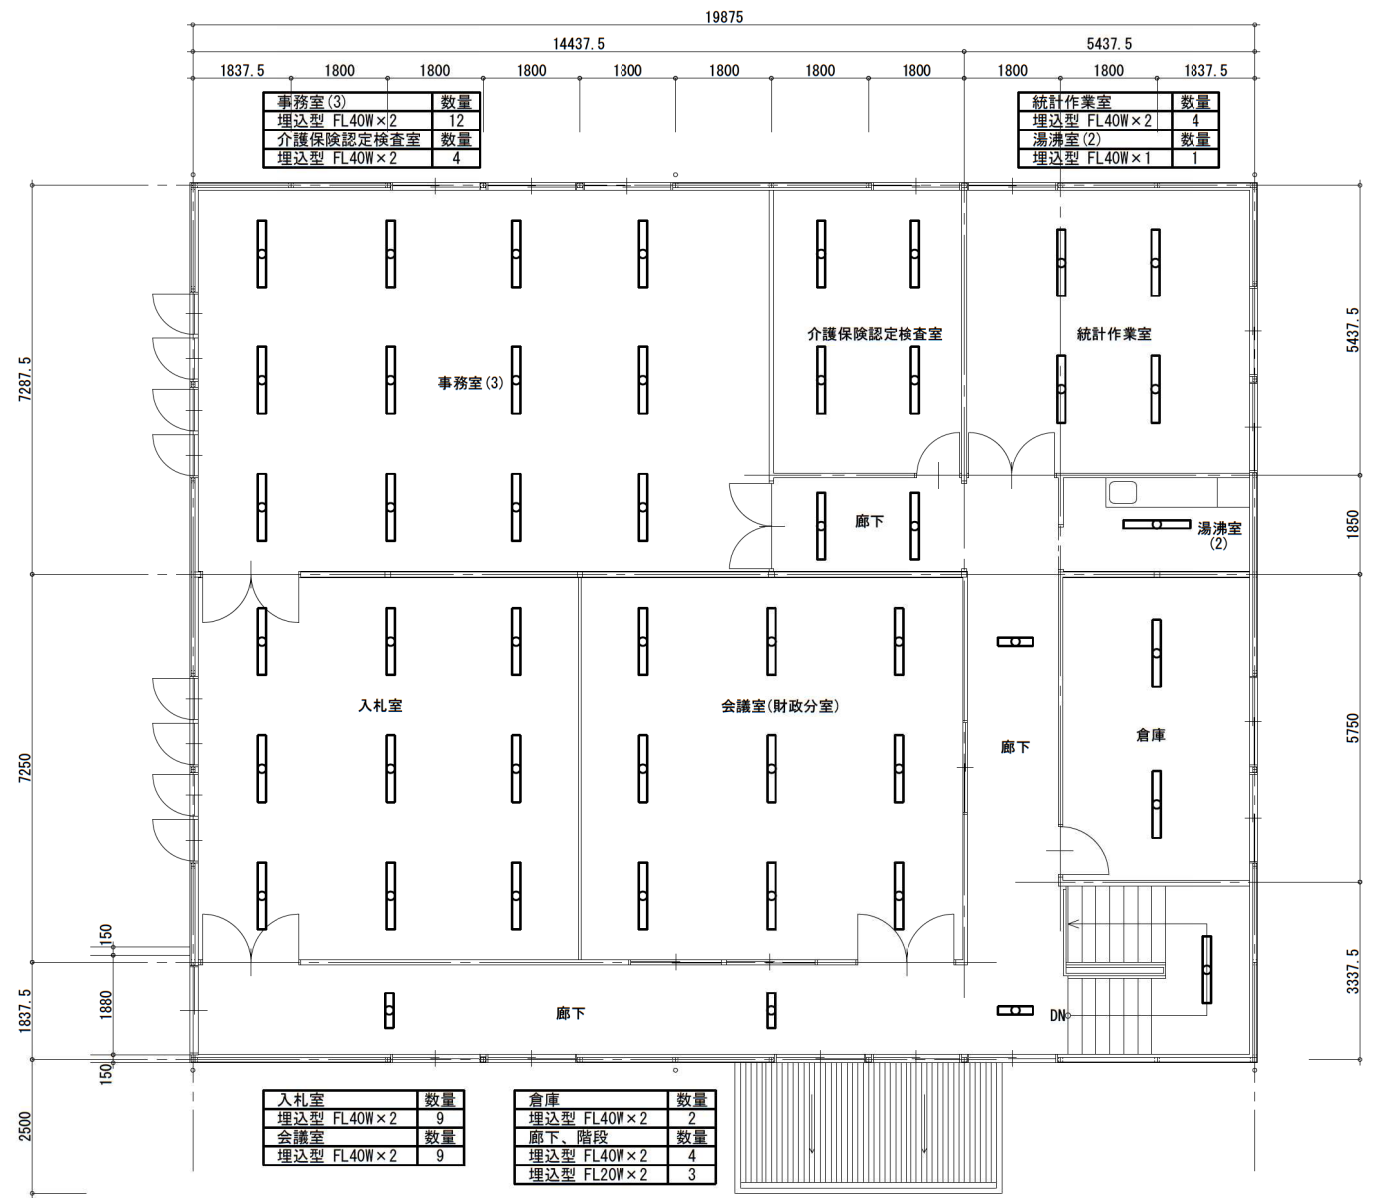 19875
14437.5 5437.5
1837.5 1800 1800 1800 1800 1800 1800 1800 1800 1800 1837.5
事務室(3) 数量
埋込型 FL40W×2 12
介護保険認定検査室 数量
埋込型 FL40W×2 4
統計作業室 数量
埋込型 FL40W×2 4
湯沸室(2) 数量
埋込型 FL40W×1 1
7287.5
7250
1837.5
2500
150
1880
150
事務室(3)
介護保険認定検査室
統計作業室
廊下
湯沸室
(2)
入札室
会議室(財政分室)
廊下
倉庫
廊下
DN
5437.5
1850
5750
3337.5
入札室 数量
埋込型 FL40W×2 9
会議室 数量
埋込型 FL40W×2 9
倉庫 数量
埋込型 FL40W×2 2
廊下、階段 数量
埋込型 FL40W×2 4
埋込型 FL20W×2 3